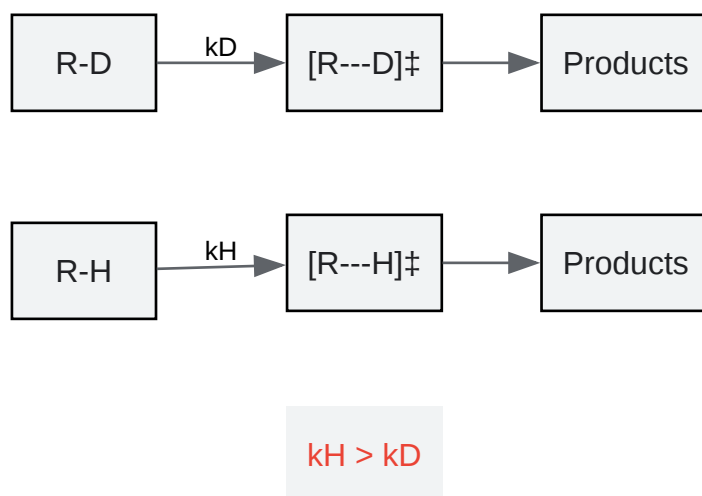 kD
R-D [R---D]‡ Products
kH
R-H [R---H]‡ Products
kH > kD